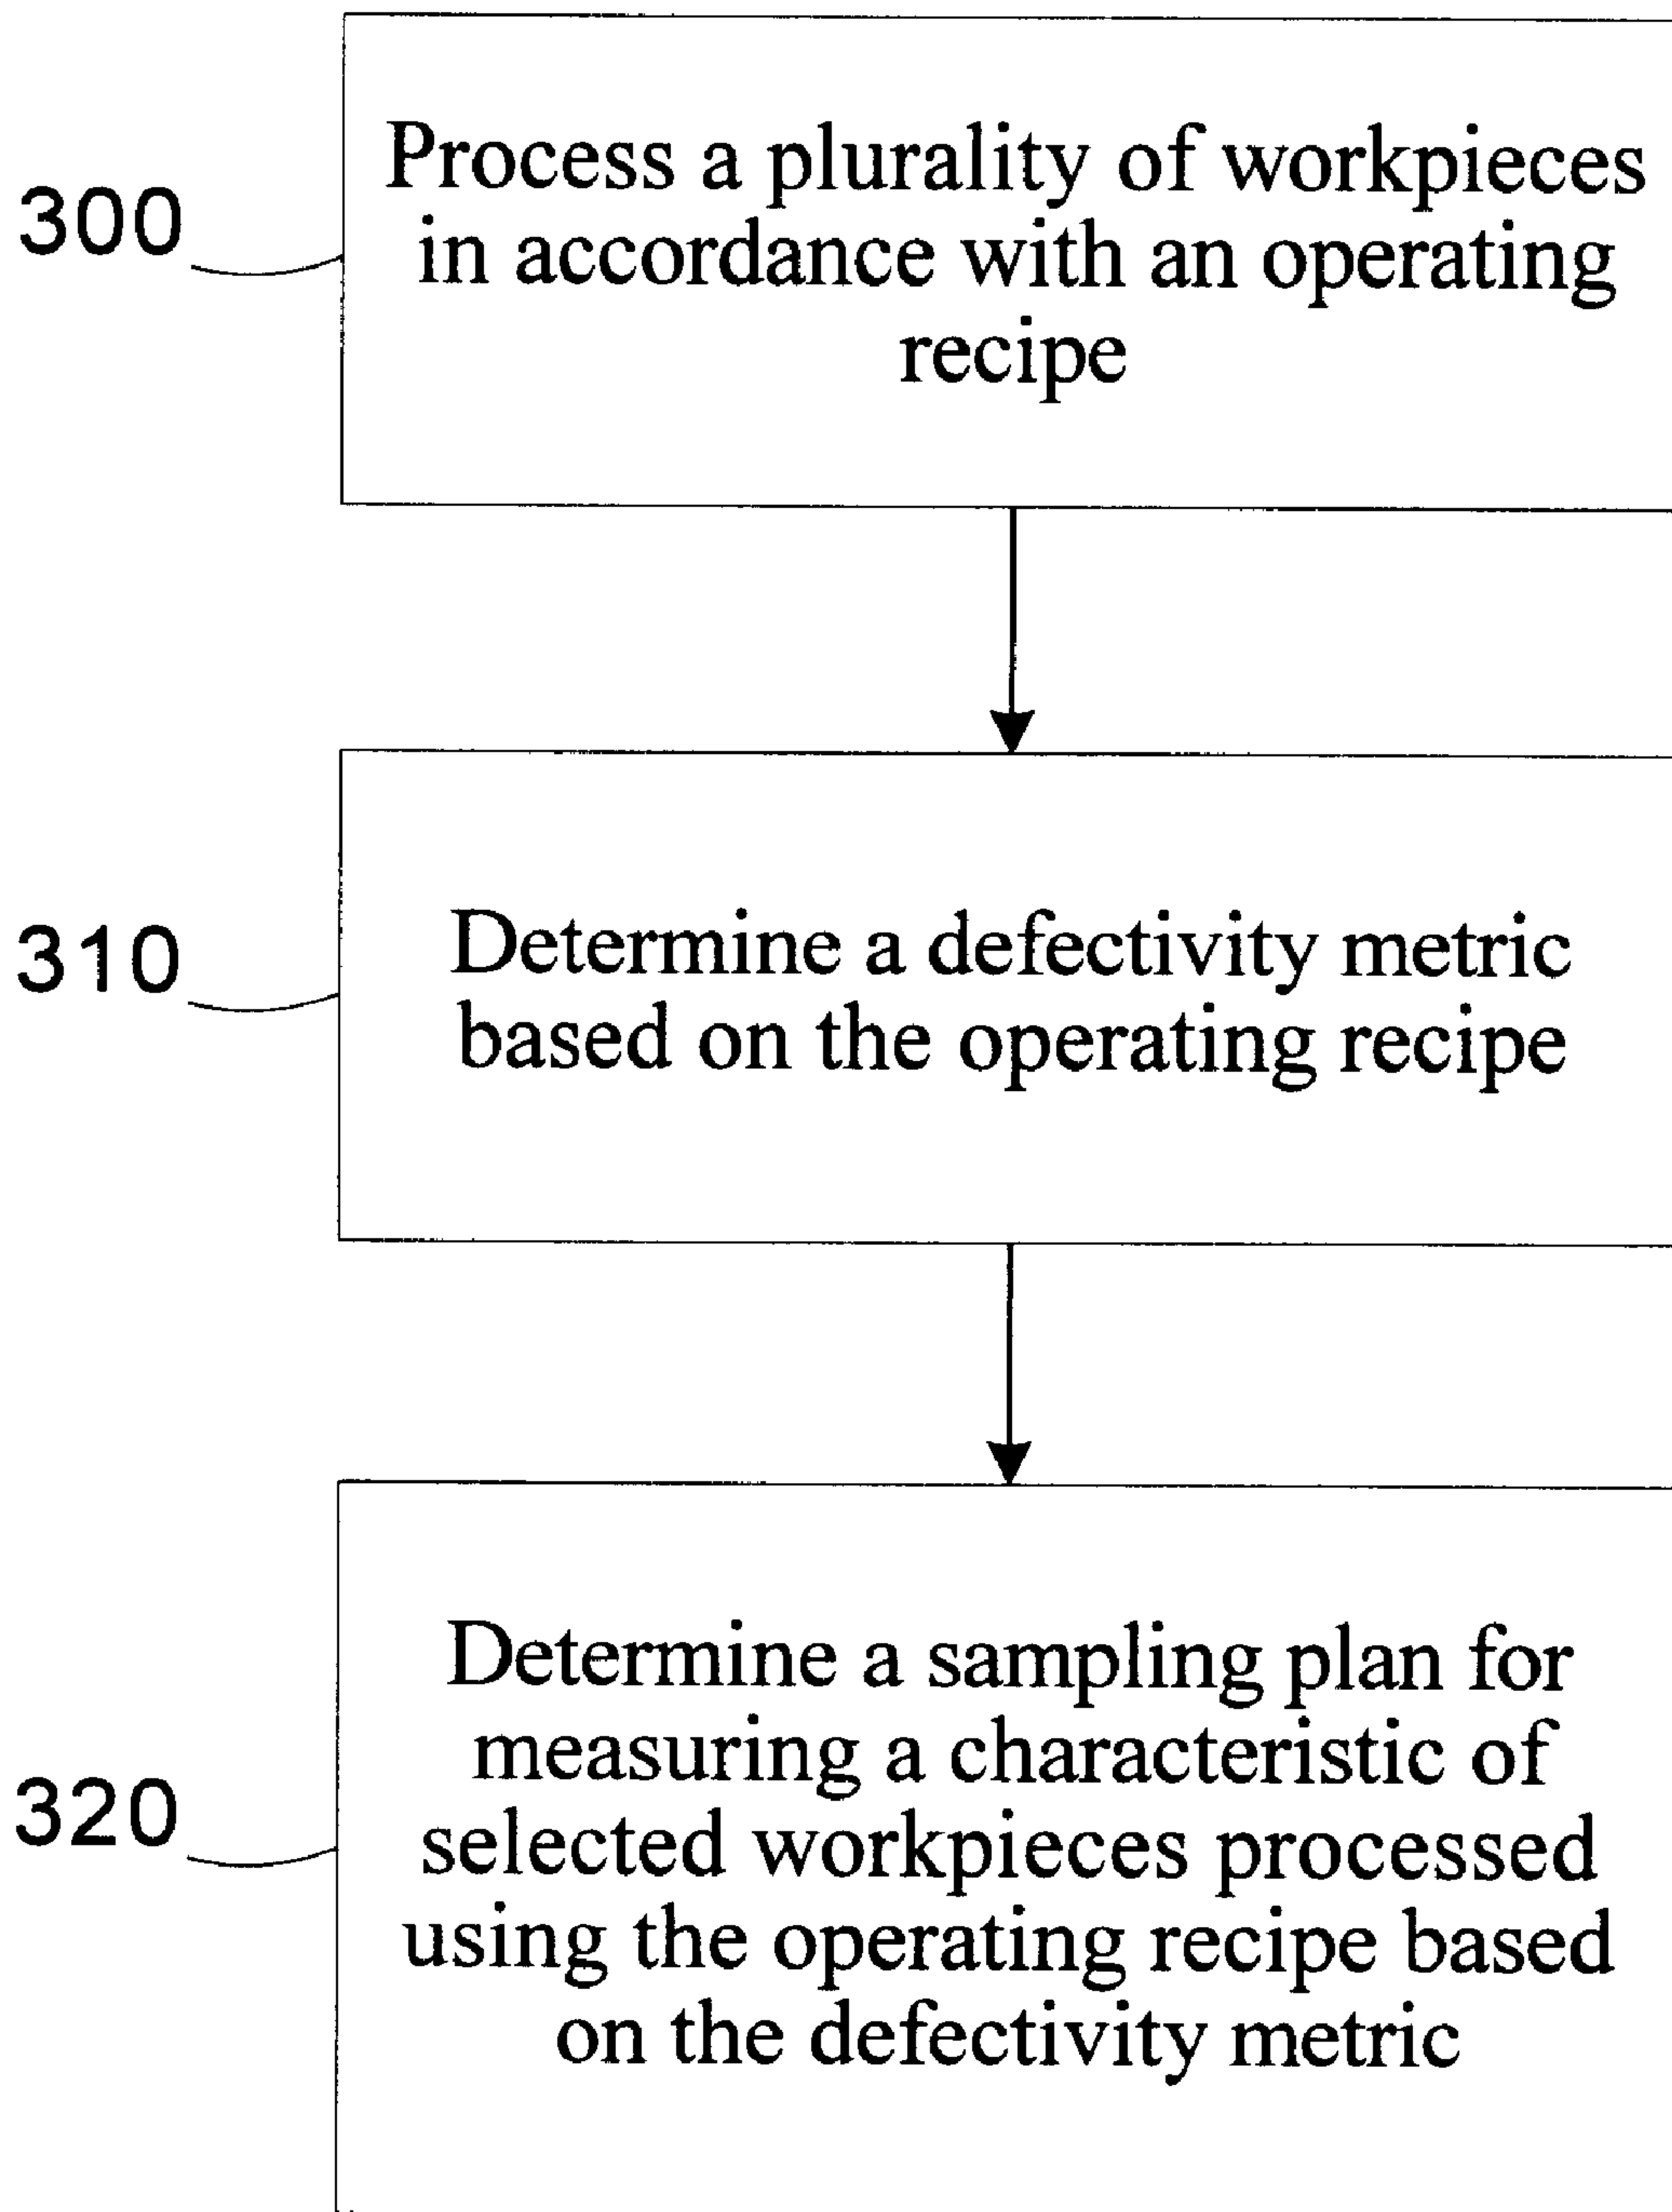 300
Process a plurality of workpieces
in accordance with an operating
recipe
310
Determine a defectivity metric
based on the operating recipe
320
Determine a sampling plan for
measuring a characteristic of
selected workpieces processed
using the operating recipe based
on the defectivity metric